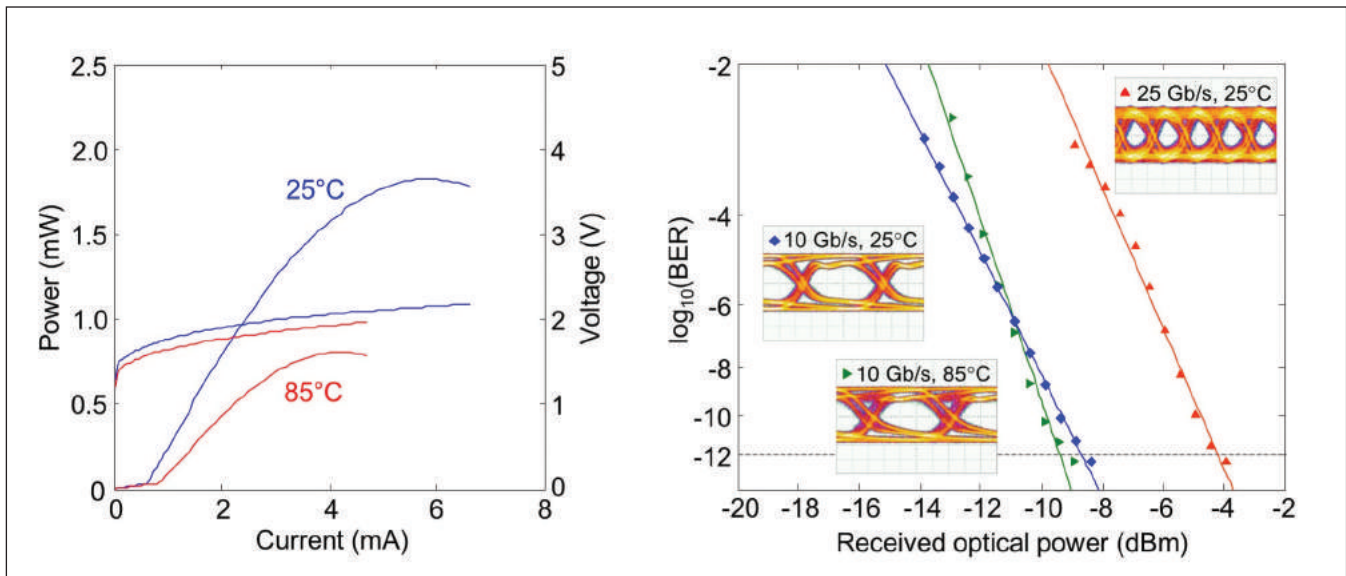 2.5
2.0
1.5
1.0
0.5
0
Power (mW)
5
4
3
2
1
0
Voltage (V)
25°C
85°C
0 2 4 6 8
Current (mA)
-2
-4
-6
-8
-10
-12
log10(BER)
25 Gb/s, 25°C
10 Gb/s, 25°C
10 Gb/s, 85°C
-20 -18 -16 -14 -12 -10 -8 -6 -4 -2
Received optical power (dBm)